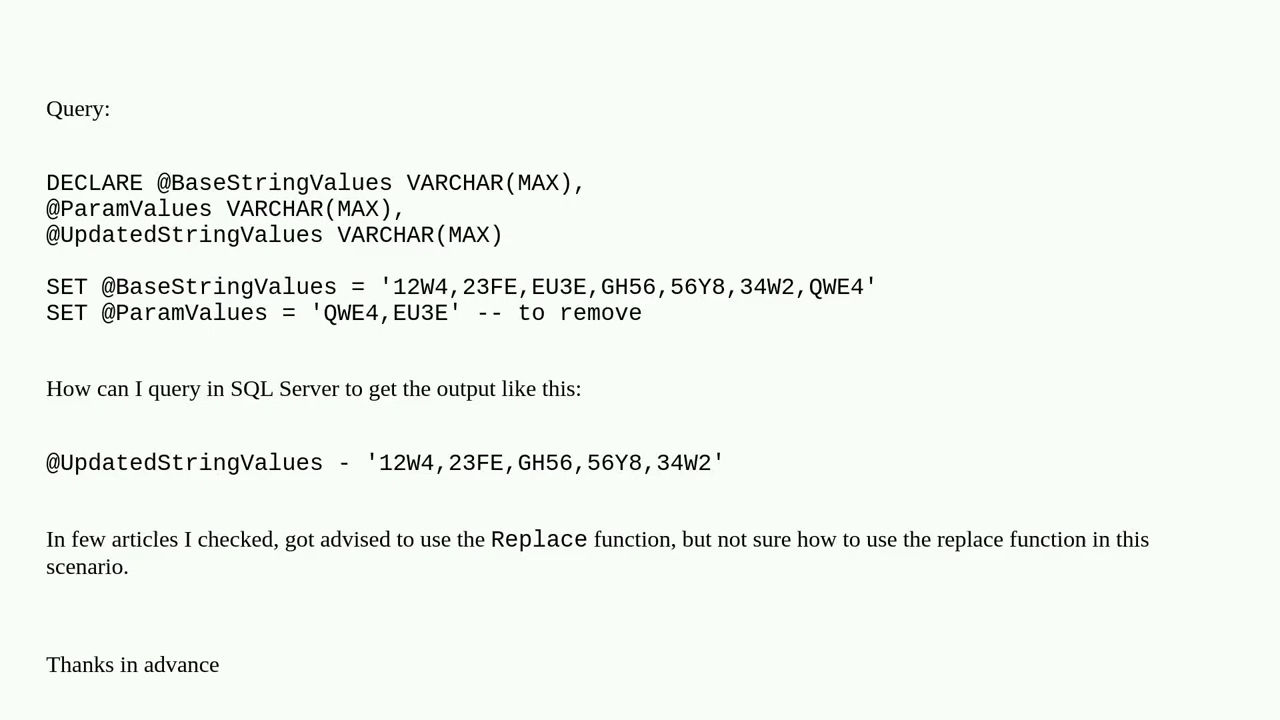 Query:
DECLARE @BaseStringValues VARCHAR(MAX),
@ParamValues VARCHAR(MAX),
@UpdatedStringValues VARCHAR(MAX)
SET @BaseStringValues = '12W4,23FE,EU3E,GH56,56Y8,34W2,QWE4'
SET @ParamValues = 'QWE4,EU3E' -- to remove
How can I query in SQL Server to get the output like this:
@UpdatedStringValues - '12W4,23FE,GH56,56Y8,34W2'
In few articles I checked, got advised to use the Replace function, but not sure how to use the replace function in this
scenario.
Thanks in advance